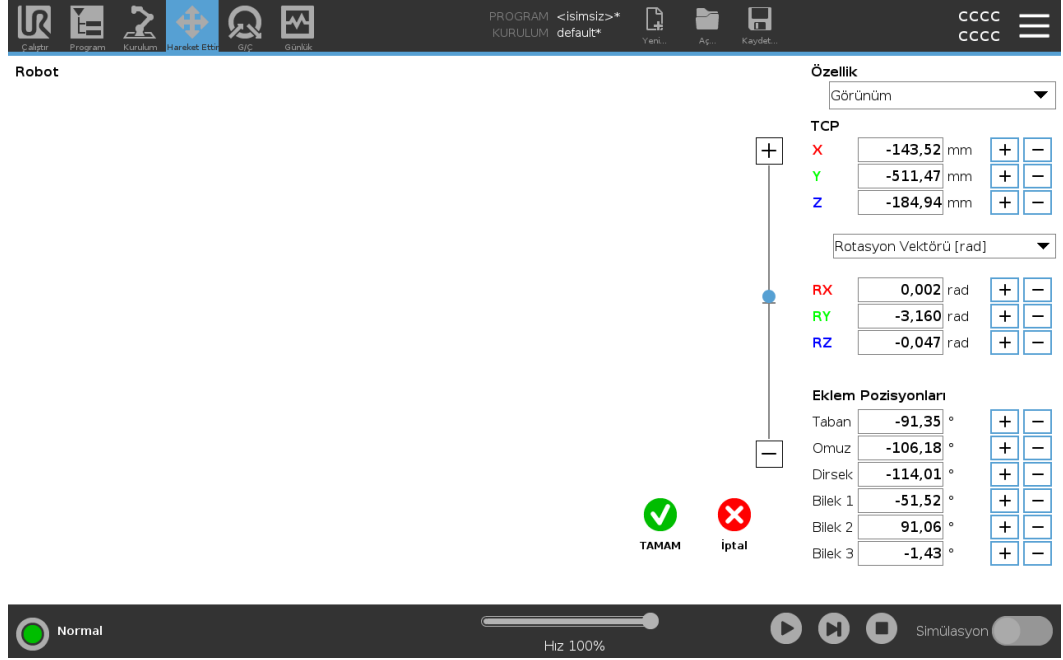 PROGRAM <isimsiz>*
KURULUM default*
CCCC
CCCC
Çalıştır Program Kurulum Hareket Ettir G/Ç Günlük Yeni... Aç... Kaydet...
Robot
Özellik
Görünüm
TCP
X -143,52 mm + −
Y -511,47 mm + −
Z -184,94 mm + −
Rotasyon Vektörü [rad]
RX 0,002 rad + −
RY -3,160 rad + −
RZ -0,047 rad + −
Eklem Pozisyonları
Taban -91,35 ° + −
Omuz -106,18 ° + −
Dirsek -114,01 ° + −
Bilek 1 -51,52 ° + −
Bilek 2 91,06 ° + −
Bilek 3 -1,43 ° + −
TAMAM İptal
Normal
Hız 100%
Simülasyon